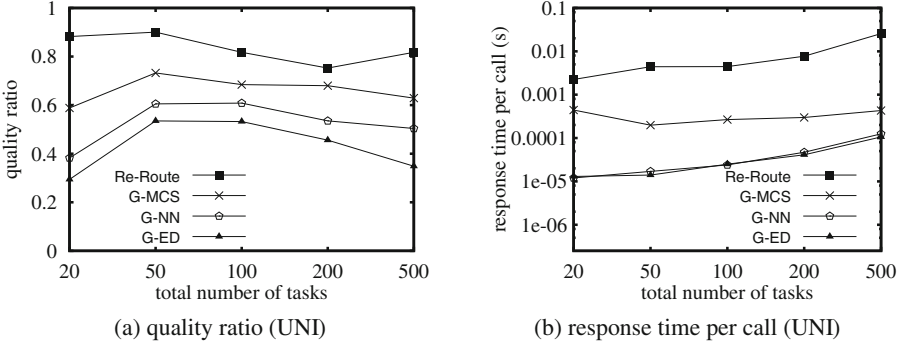 1
0.8
0.6
0.4
0.2
0
quality ratio
Re-Route
G-MCS
G-NN
G-ED
20 50 100 200 500
total number of tasks
(a) quality ratio (UNI)
0.1
0.01
0.001
0.0001
1e-05
1e-06
response time per call (s)
Re-Route
G-MCS
G-NN
G-ED
20 50 100 200 500
total number of tasks
(b) response time per call (UNI)